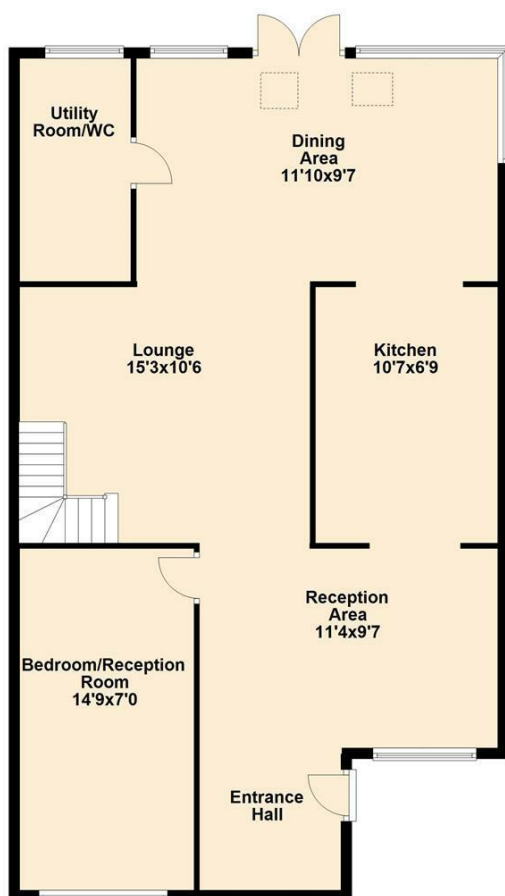 Utility
Room/WC
Dining
Area
11'10x9'7
Lounge
15'3x10'6
Kitchen
10'7x6'9
Reception
Area
11'4x9'7
Bedroom/Reception
Room
14'9x7'0
Entrance
Hall